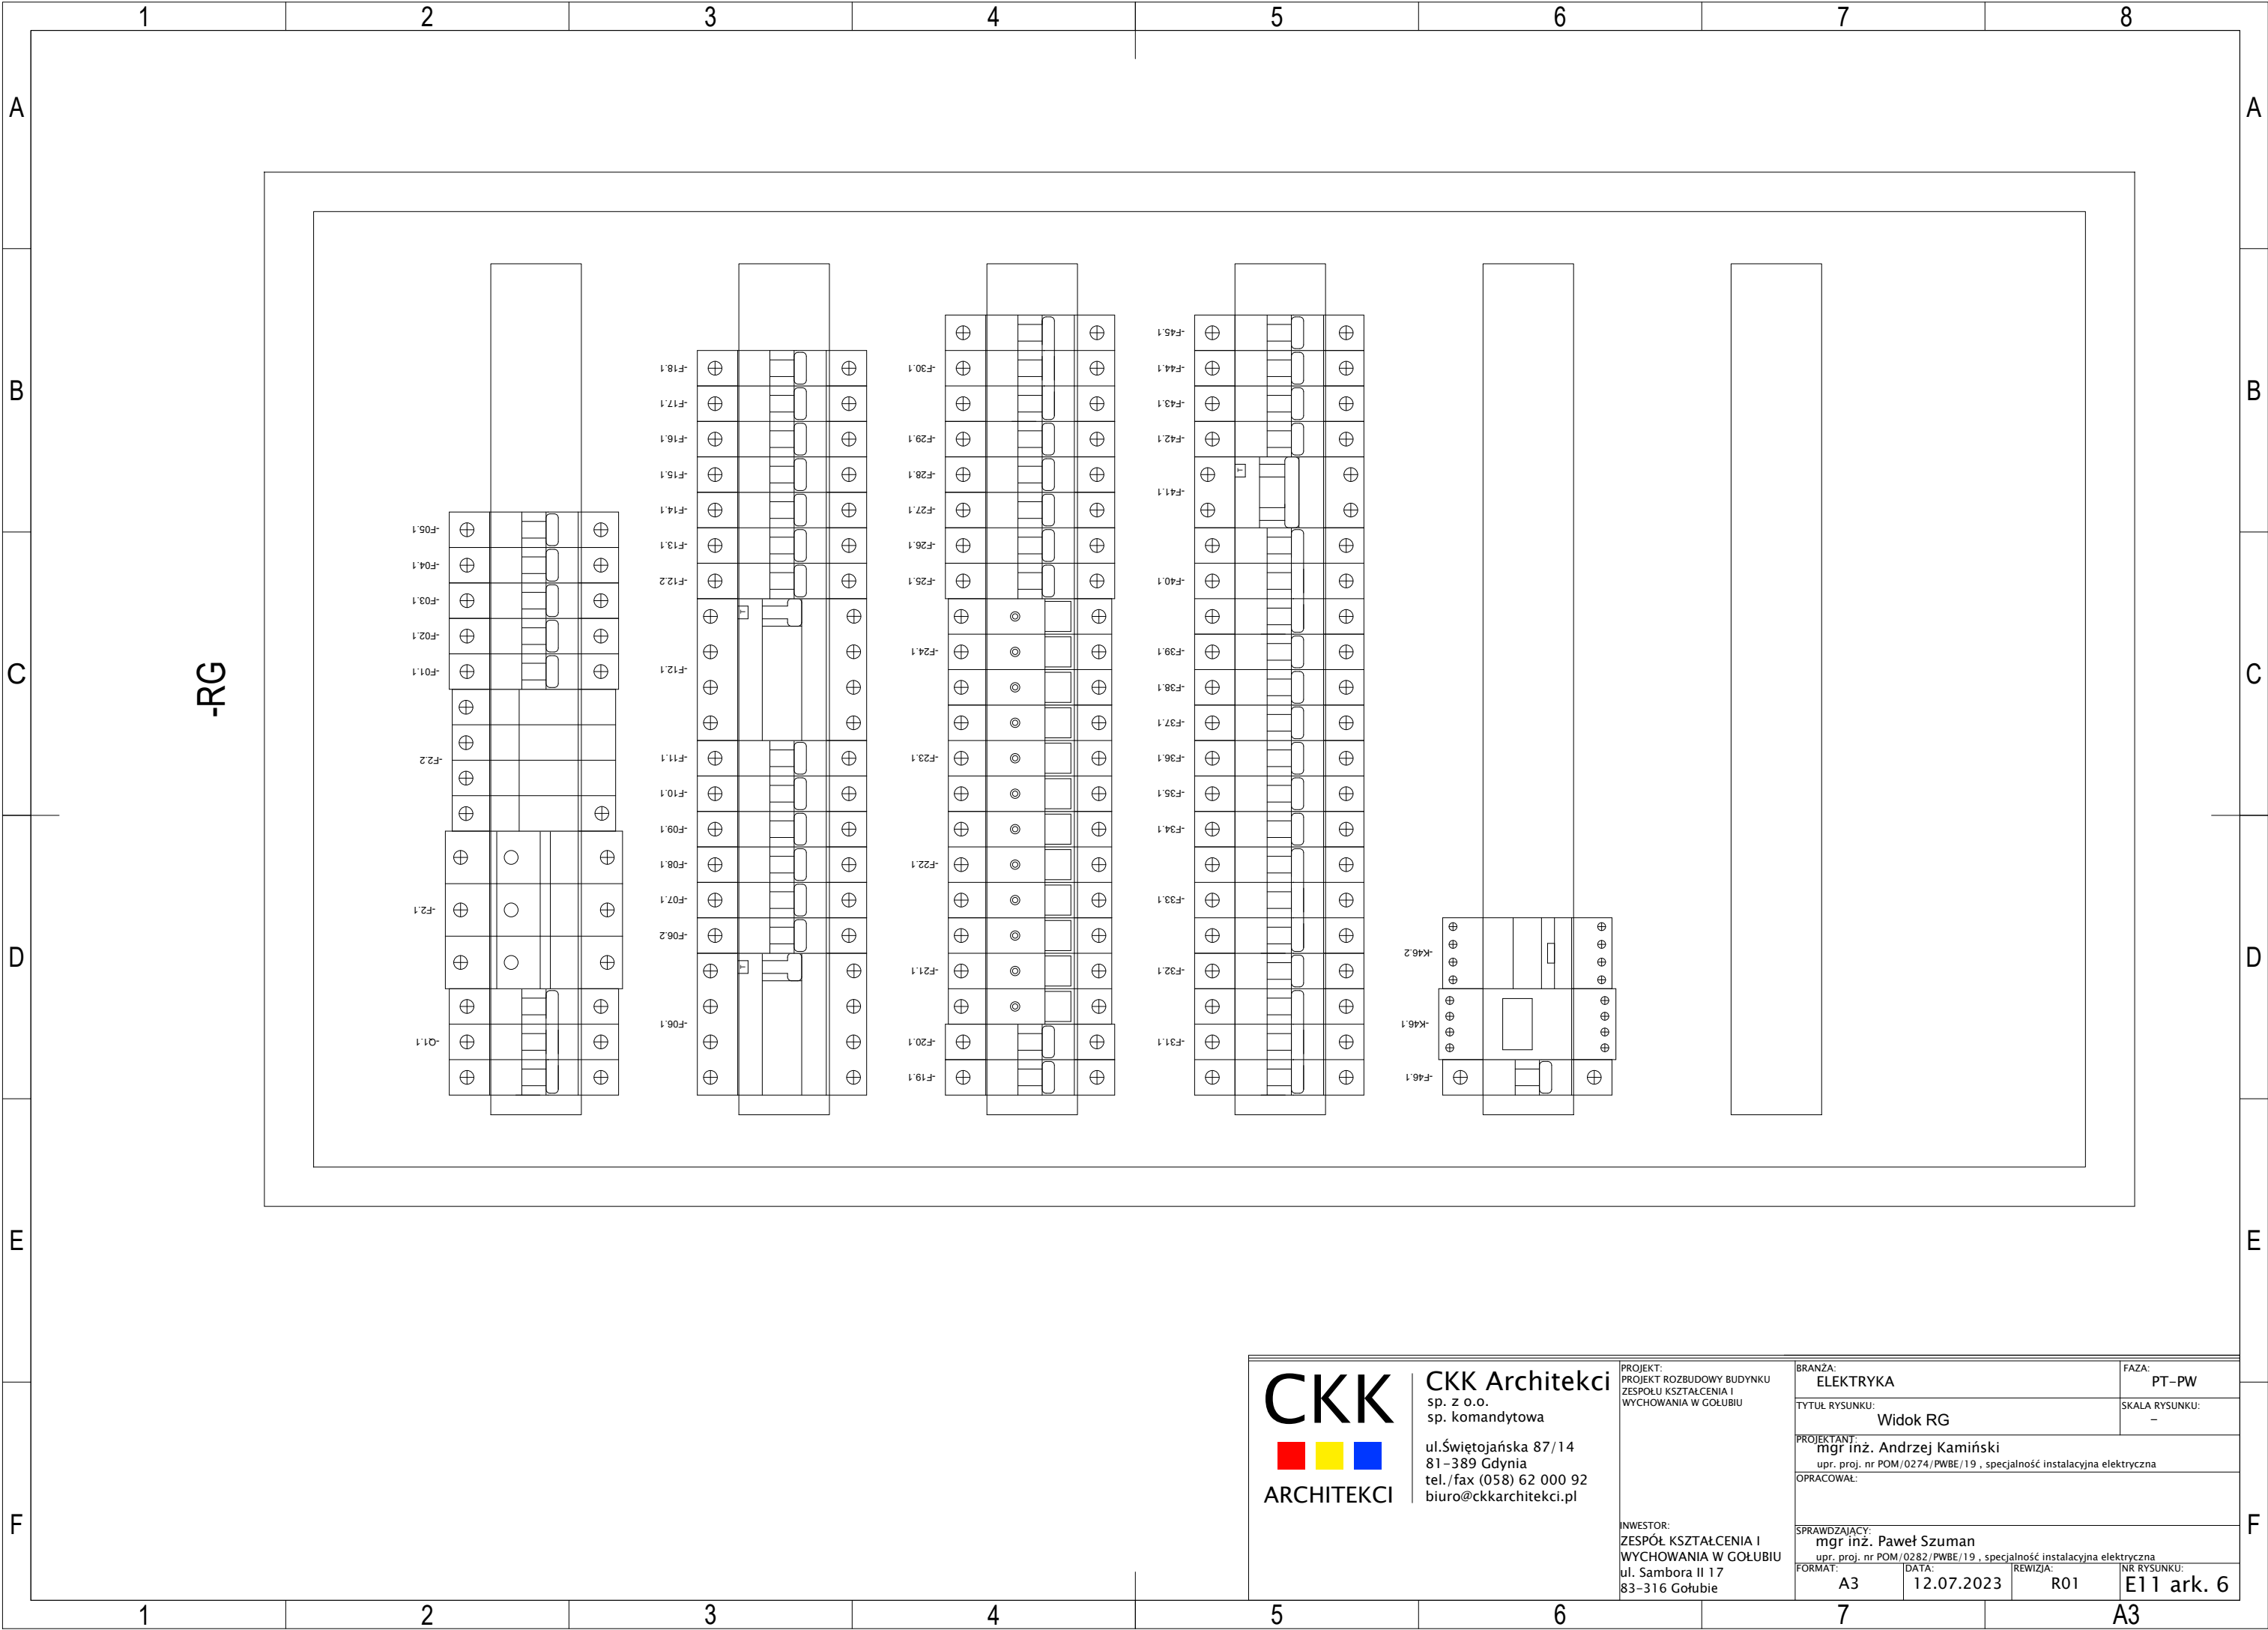 1 2 3 4 5 6 7 8
A A
B B
C C
D D
E E
F F
-RG
-F05.1
-F04.1
-F03.1
-F02.1
-F01.1
-F2.2
-F2.1
-Q1.1
-F18.1
-F17.1
-F16.1
-F15.1
-F14.1
-F13.1
-F12.2
T
-F12.1
-F11.1
-F10.1
-F09.1
-F08.1
-F07.1
-F06.2
T
-F06.1
-F30.1
-F29.1
-F28.1
-F27.1
-F26.1
-F25.1
-F24.1
-F23.1
-F22.1
-F21.1
-F20.1
-F19.1
-F45.1
-F44.1
-F43.1
-F42.1
T
-F41.1
-F40.1
-F39.1
-F38.1
-F37.1
-F36.1
-F35.1
-F34.1
-F33.1
-F32.1
-F31.1
-K46.2
-K46.1
-F46.1
CKK
ARCHITEKCI
CKK Architekci
sp. z o.o.
sp. komandytowa
ul.Świętojańska 87/14
81-389 Gdynia
tel./fax (058) 62 000 92
biuro@ckkarchitekci.pl
PROJEKT:
PROJEKT ROZBUDOWY BUDYNKU
ZESPOŁU KSZTAŁCENIA I
WYCHOWANIA W GOŁUBIU
INWESTOR:
ZESPÓŁ KSZTAŁCENIA I
WYCHOWANIA W GOŁUBIU
ul. Sambora II 17
83-316 Gołubie
BRANŻA:
ELEKTRYKA
FAZA:
PT-PW
TYTUŁ RYSUNKU:
Widok RG
SKALA RYSUNKU:
-
PROJEKTANT:
mgr inż. Andrzej Kamiński
upr. proj. nr POM/0274/PWBE/19 , specjalność instalacyjna elektryczna
OPRACOWAŁ:
SPRAWDZAJĄCY:
mgr inż. Paweł Szuman
upr. proj. nr POM/0282/PWBE/19 , specjalność instalacyjna elektryczna
FORMAT:
A3
DATA:
12.07.2023
REWIZJA:
R01
NR RYSUNKU:
E11 ark. 6
1 2 3 4 5 6 7 A3